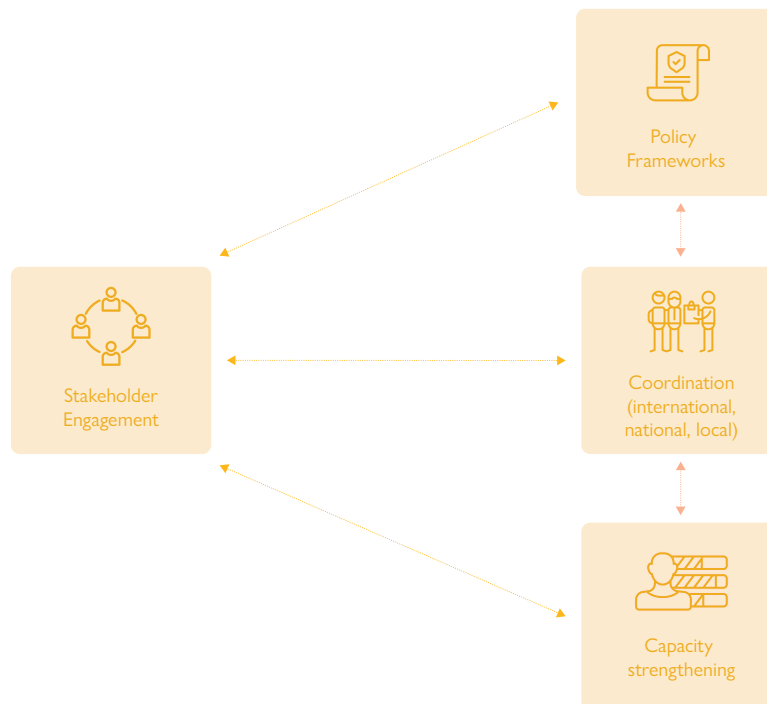 Policy
Frameworks
Stakeholder
Engagement
Coordination
(international,
national, local)
Capacity
strengthening